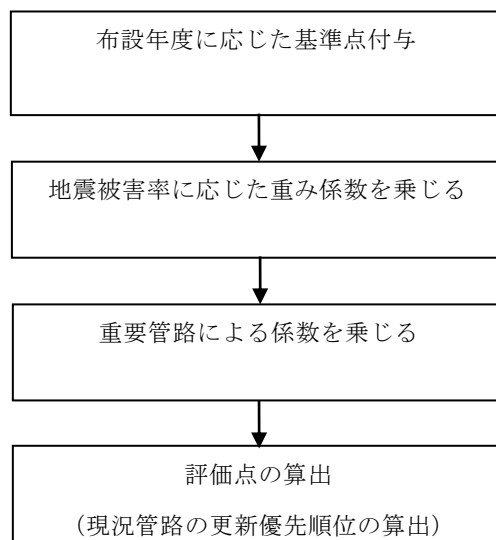 布設年度に応じた基準点付与
地震被害率に応じた重み係数を乗じる
重要管路による係数を乗じる
評価点の算出
（現況管路の更新優先順位の算出）